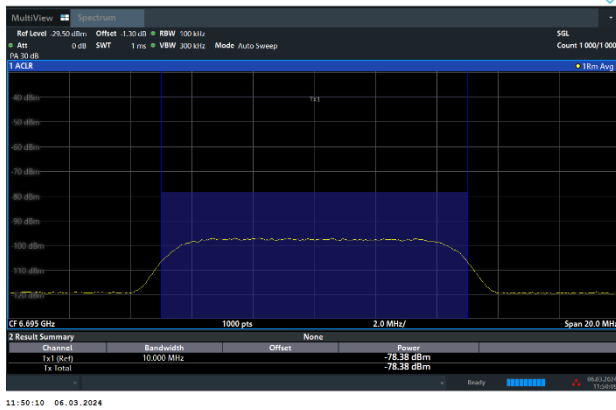 MultiView Spectrum
Ref Level -29.50 dBm Offset -1.30 dB RBW 100 kHz SGL
Att 0 dB SWT 1 ms VBW 300 kHz Mode Auto Sweep Count 1 000/1 000
PA 30 dB
1 ACLR 1Rm Avg
-40 dBm
Tx1
-50 dBm
-60 dBm
-70 dBm
-80 dBm
-90 dBm
-100 dBm
-110 dBm
-120 dBm
CF 6.695 GHz 1000 pts 2.0 MHz/ Span 20.0 MHz
2 Result Summary None
Channel Bandwidth Offset Power
Tx1 (Ref) 10.000 MHz -78.38 dBm
Tx Total -78.38 dBm
Ready 06.03.2024
11:50:09
11:50:10 06.03.2024